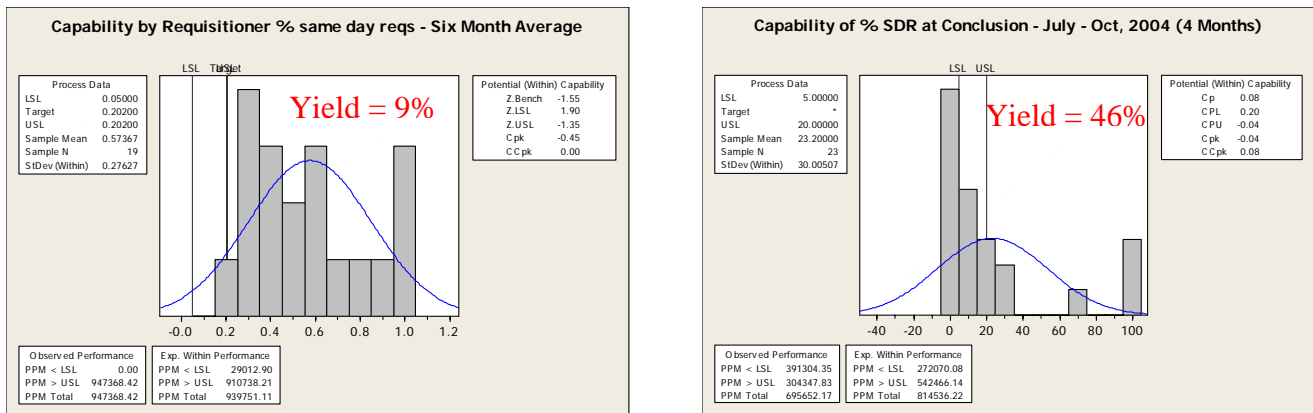 Capability by Requisitioner % same day reqs - Six Month Average
LSL Target USL
Process Data
LSL 0.05000
Target 0.20200
USL 0.20200
Sample Mean 0.57367
Sample N 19
StDev (Within) 0.27627
Yield = 9%
Potential (Within) Capability
Z.Bench -1.55
Z.LSL 1.90
Z.USL -1.35
Cpk -0.45
CCpk 0.00
-0.0 0.2 0.4 0.6 0.8 1.0 1.2
Observed Performance
PPM < LSL 0.00
PPM > USL 947368.42
PPM Total 947368.42
Exp. Within Performance
PPM < LSL 29012.90
PPM > USL 910738.21
PPM Total 939751.11
Capability of % SDR at Conclusion - July - Oct, 2004 (4 Months)
LSL USL
Process Data
LSL 5.00000
Target *
USL 20.00000
Sample Mean 23.20000
Sample N 23
StDev (Within) 30.00507
Yield = 46%
Potential (Within) Capability
Cp 0.08
CPL 0.20
CPU -0.04
Cpk -0.04
CCpk 0.08
-40 -20 0 20 40 60 80 100
Observed Performance
PPM < LSL 391304.35
PPM > USL 304347.83
PPM Total 695652.17
Exp. Within Performance
PPM < LSL 272070.08
PPM > USL 542466.14
PPM Total 814536.22